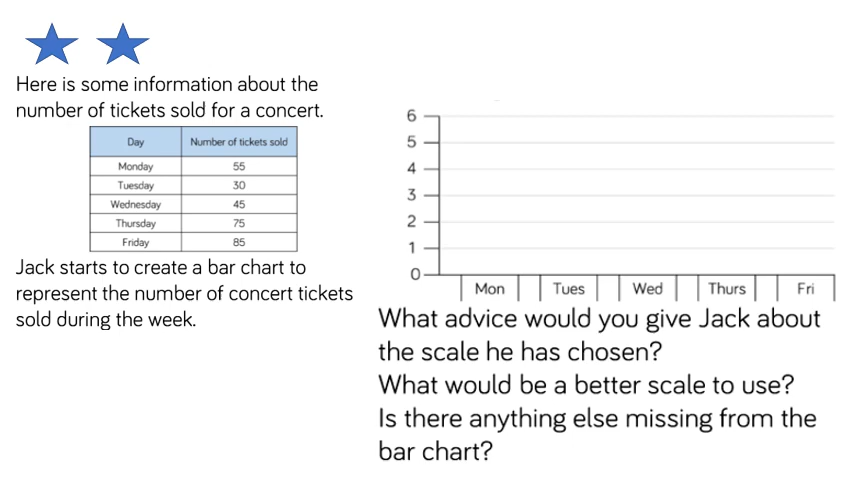 Here is some information about the
number of tickets sold for a concert.
Day Number of tickets sold
Monday 55
Tuesday 30
Wednesday 45
Thursday 75
Friday 85
Jack starts to create a bar chart to
represent the number of concert tickets
sold during the week.
6
5
4
3
2
1
0
Mon Tues Wed Thurs Fri
What advice would you give Jack about
the scale he has chosen?
What would be a better scale to use?
Is there anything else missing from the
bar chart?